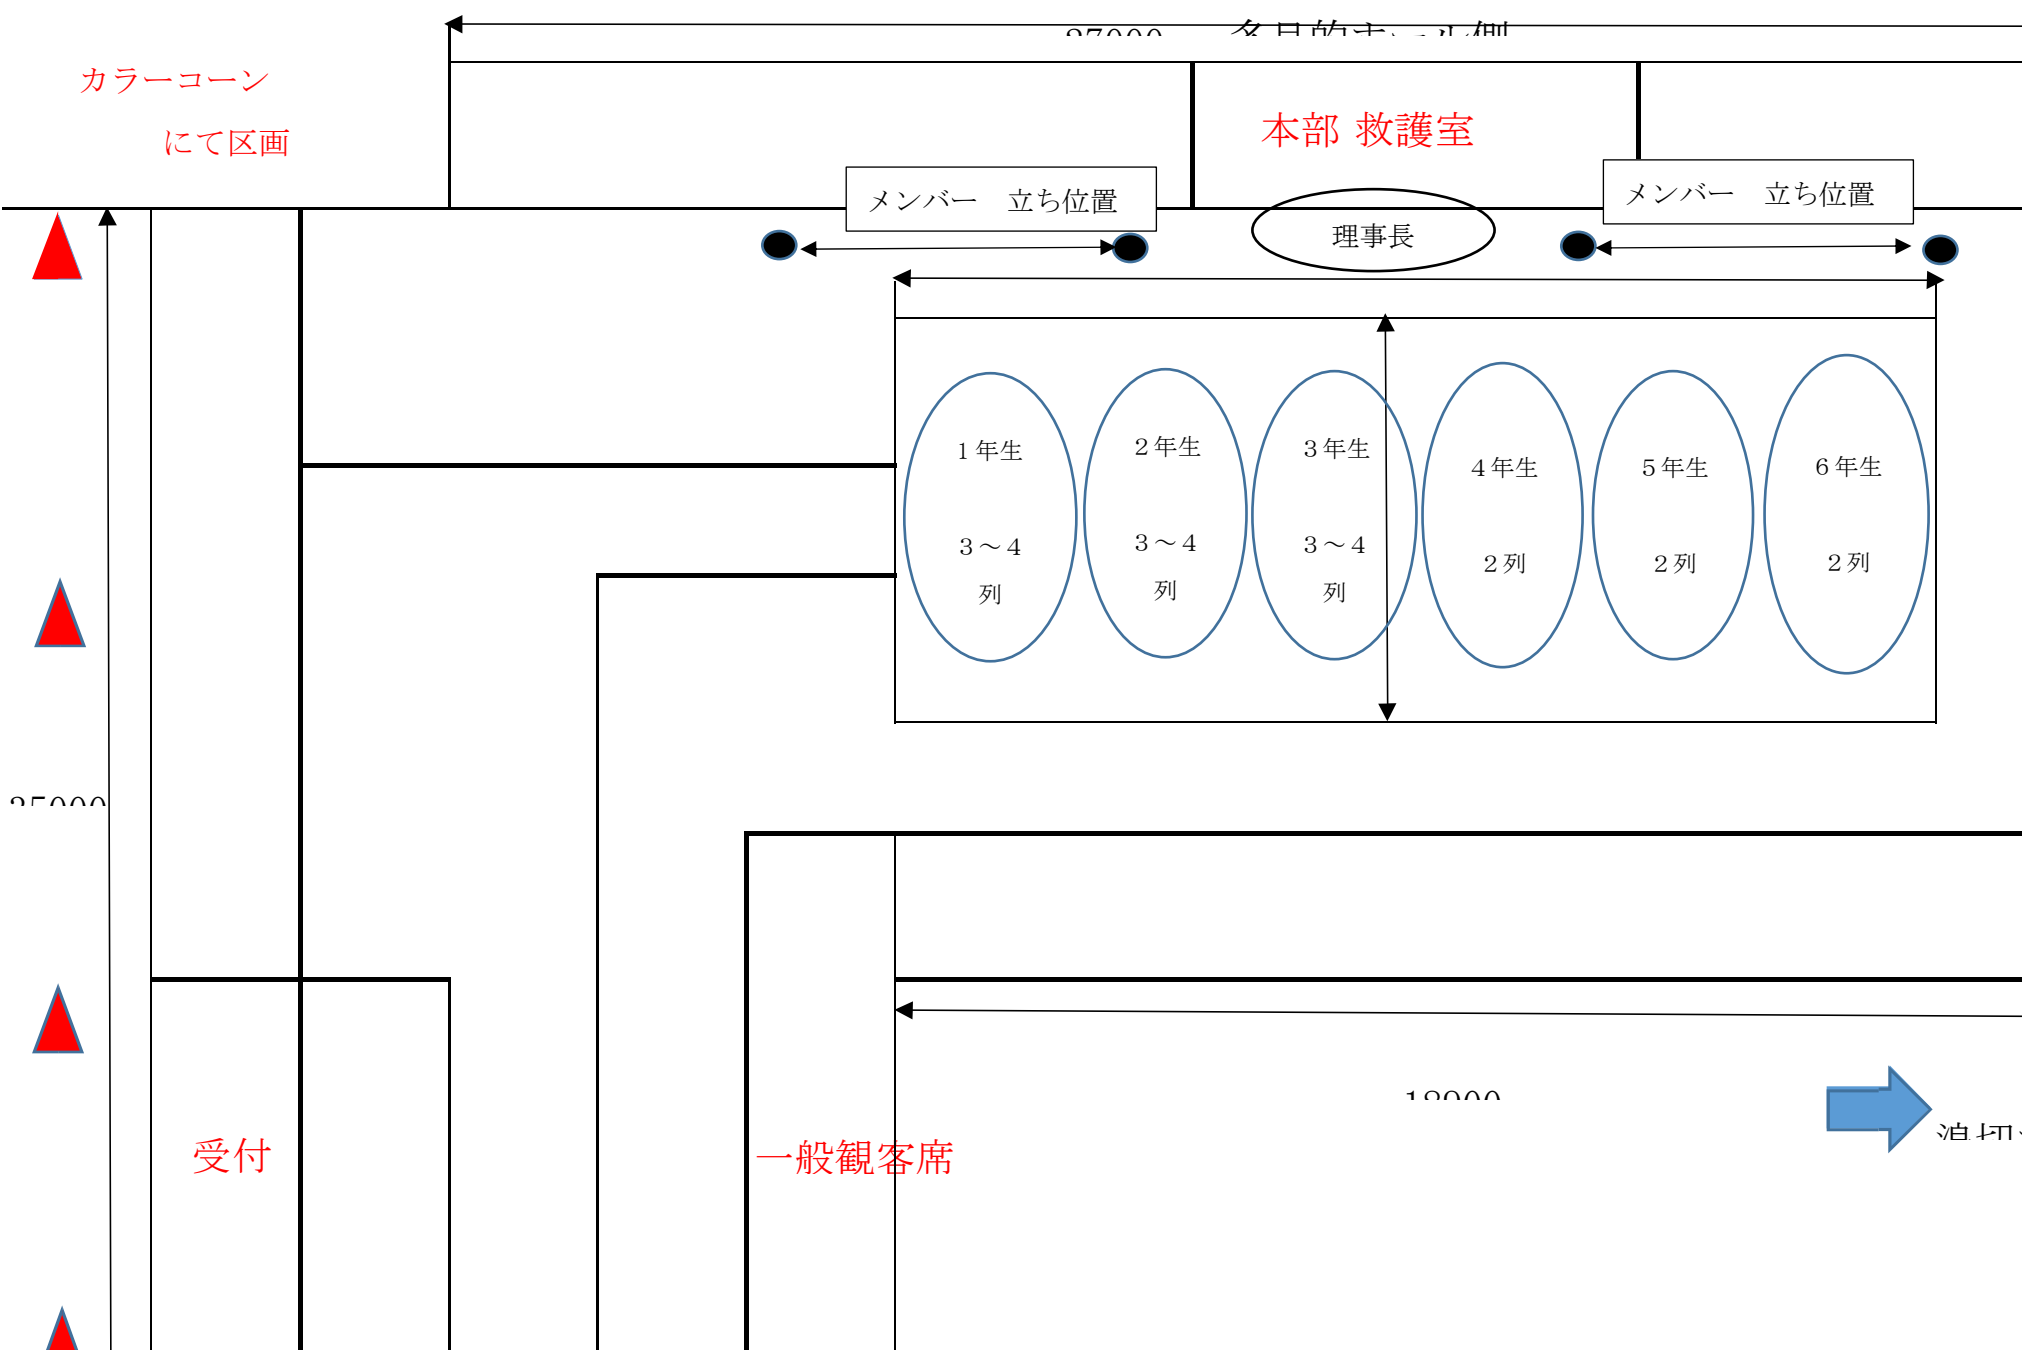 カラーコーン
にて区画
本部 救護室
メンバー　立ち位置
メンバー　立ち位置
理事長
１年生
３～４
列
２年生
３～４
列
３年生
３～４
列
４年生
２列
５年生
２列
６年生
２列
受付
一般観客席